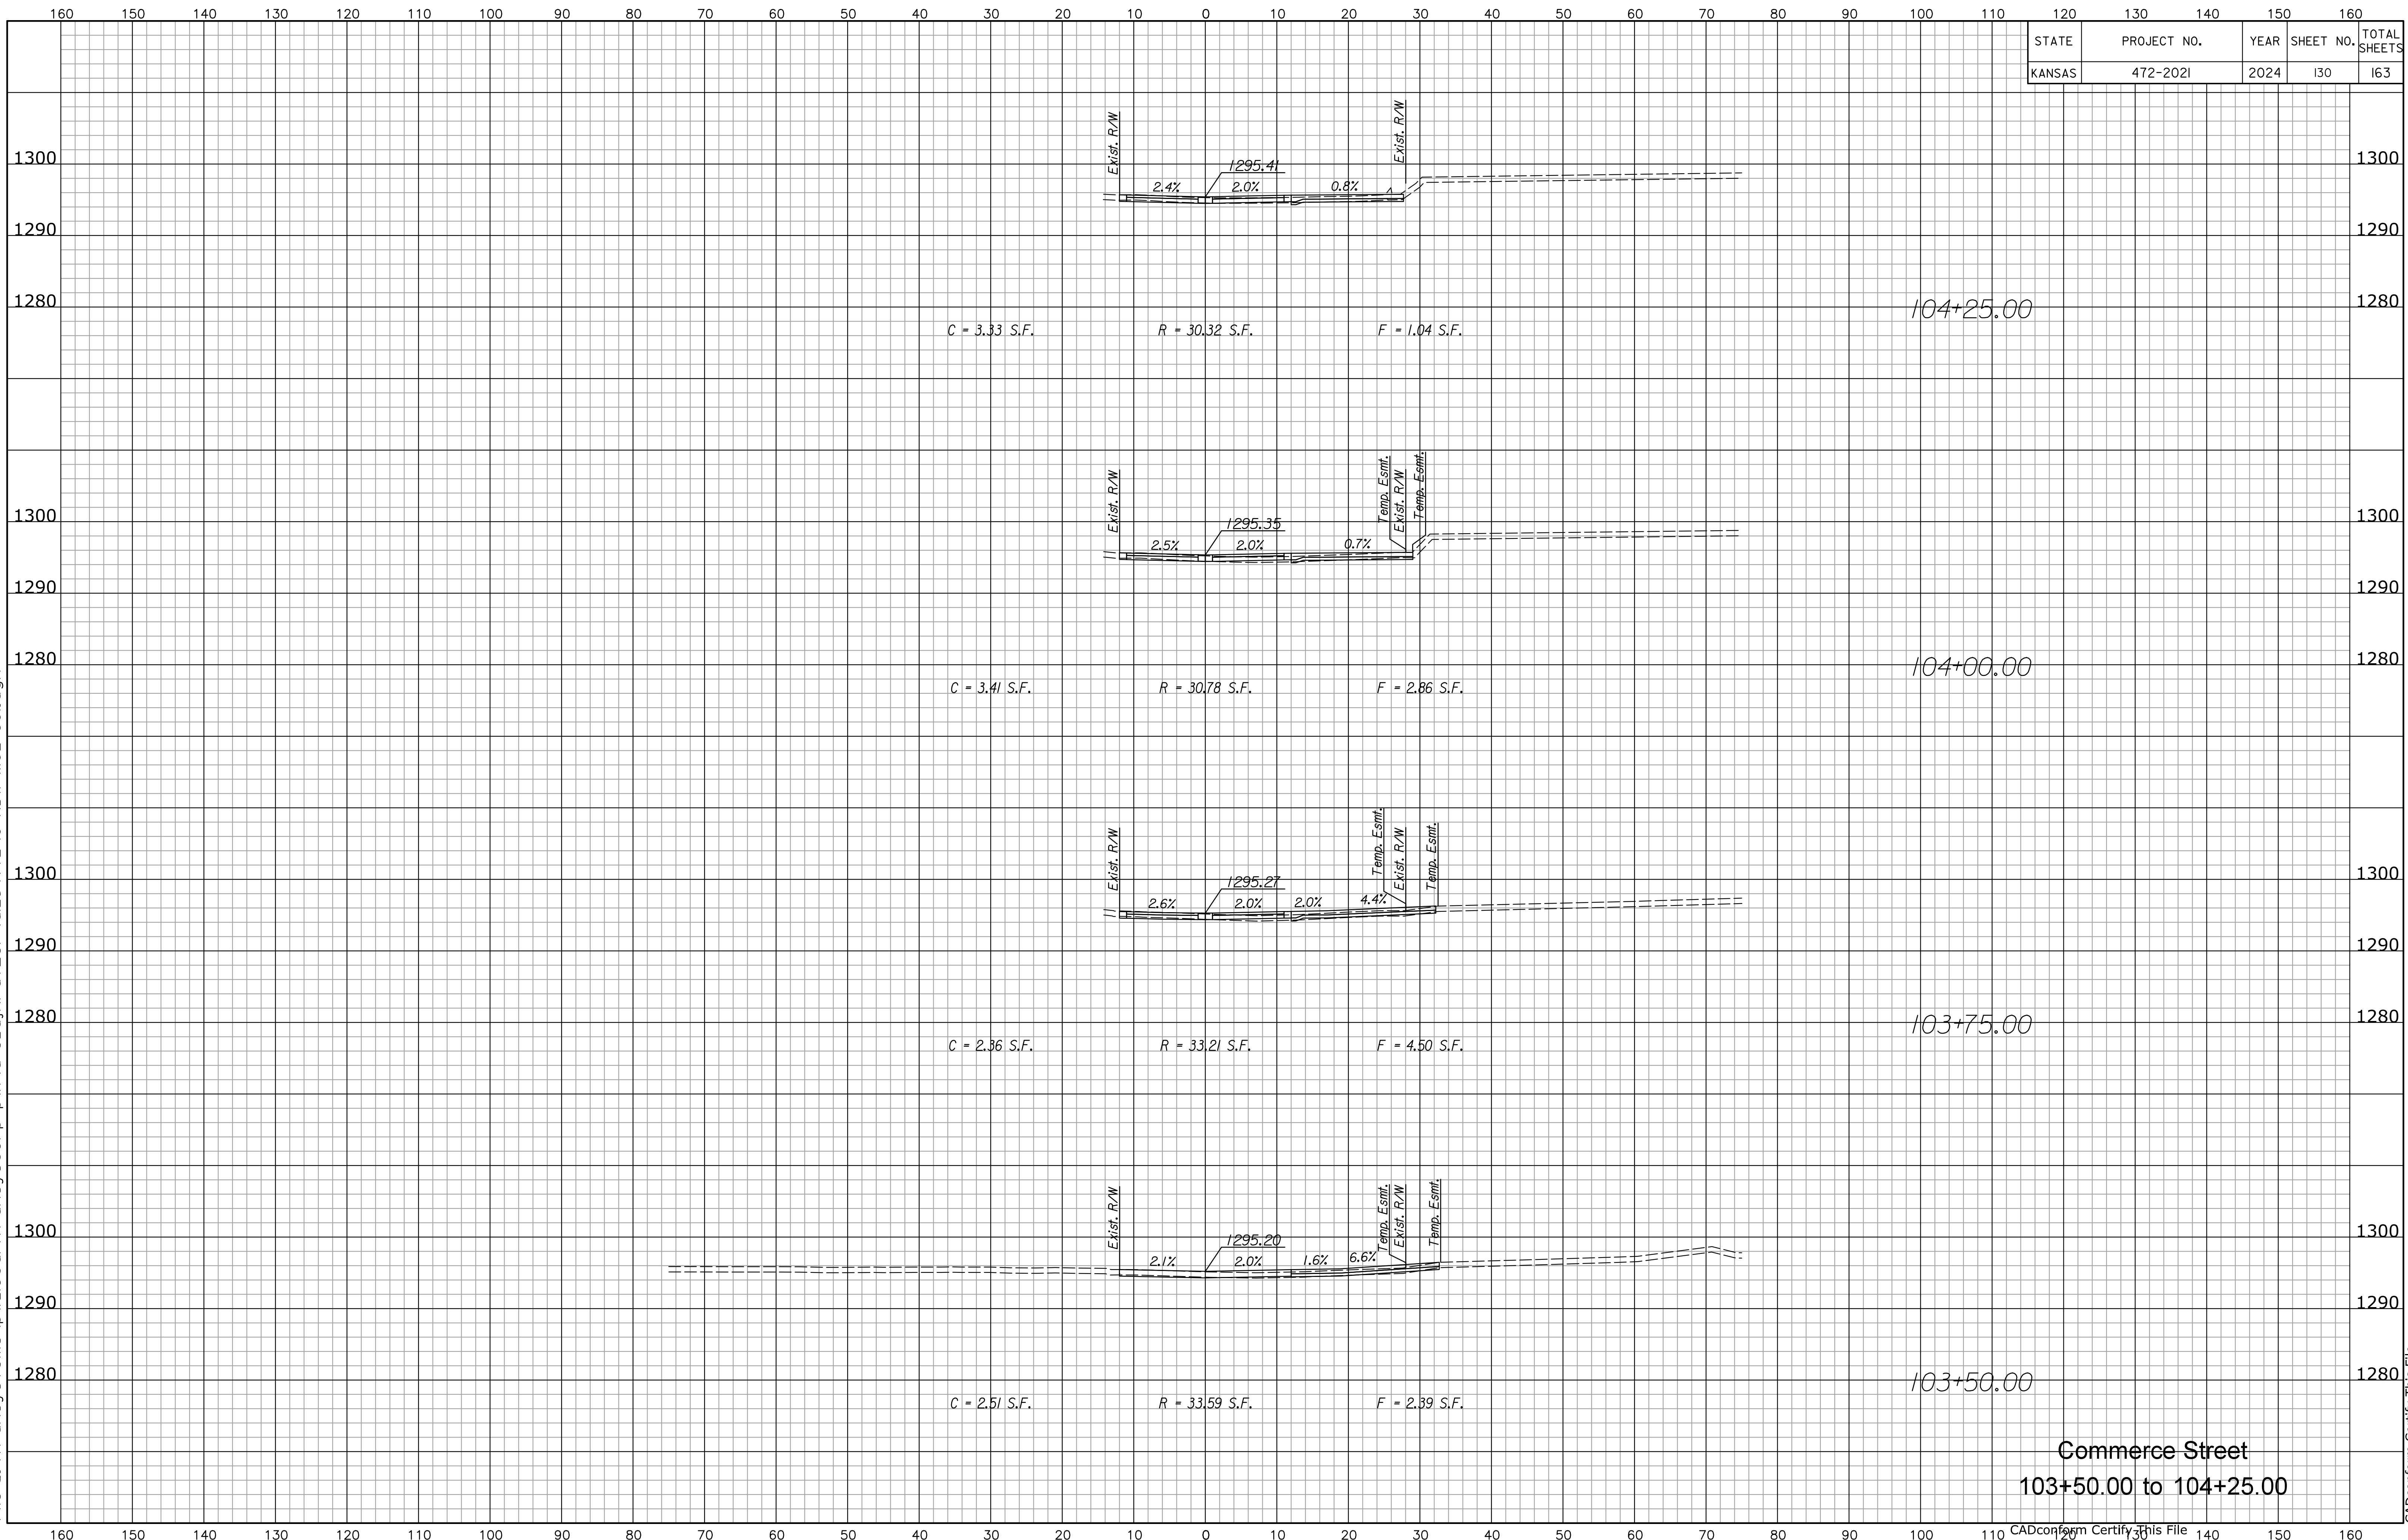 160 150 140 130 120 110 100 90 80 70 60 50 40 30 20 10 0 10 20 30 40 50 60 70 80 90 100 110 120 130 140 150 160
STATE PROJECT NO. YEAR SHEET NO. TOTAL SHEETS
KANSAS 472-2021 2024 130 163
Exist. R/W Exist. R/W
1300 1295.41 1300
2.4% 2.0% 0.8%
1290 1290
1280 104+25.00 1280
C = 3.33 S.F. R = 30.32 S.F. F = 1.04 S.F.
Exist. R/W Temp. Esmt. Exist. R/W Temp. Esmt.
1300 1295.35 1300
2.5% 2.0% 0.7%
1290 1290
1280 104+00.00 1280
C = 3.41 S.F. R = 30.78 S.F. F = 2.86 S.F.
Exist. R/W Temp. Esmt. Exist. R/W Temp. Esmt.
1300 1295.27 1300
2.6% 2.0% 2.0% 4.4%
1290 1290
1280 103+75.00 1280
C = 2.36 S.F. R = 33.21 S.F. F = 4.50 S.F.
Exist. R/W Temp. Esmt. Exist. R/W Temp. Esmt.
1300 1295.20 1300
2.1% 2.0% 1.6% 6.6%
1290 1290
1280 103+50.00 1280
C = 2.51 S.F. R = 33.59 S.F. F = 2.39 S.F.
Commerce Street
103+50.00 to 104+25.00
CADconform Certify This File
160 150 140 130 120 110 100 90 80 70 60 50 40 30 20 10 0 10 20 30 40 50 60 70 80 90 100 110 120 130 140 150 160